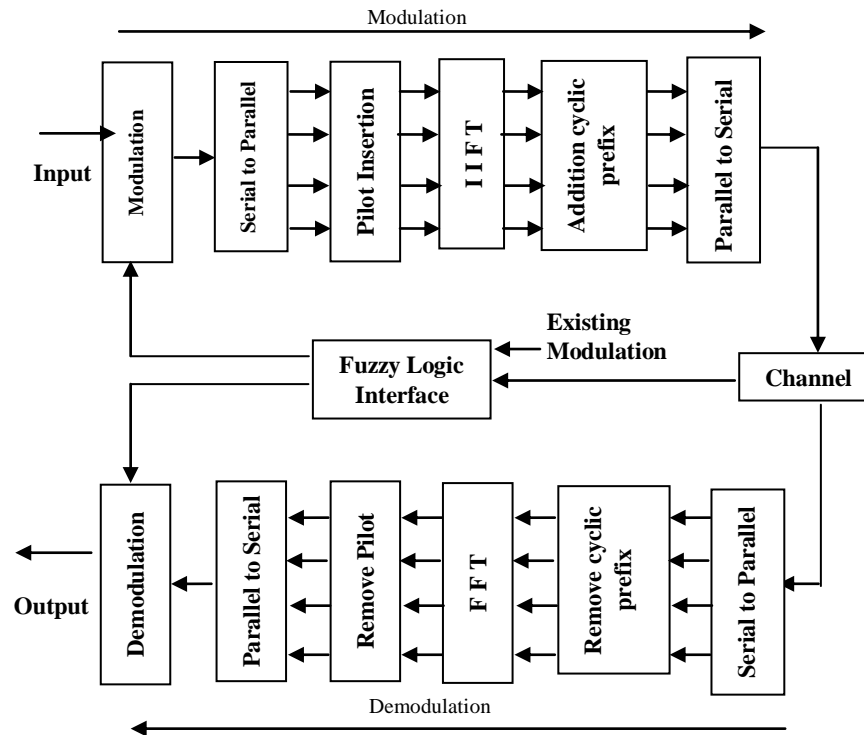 Modulation
Input
Modulation
Serial to Parallel
Pilot Insertion
I I F T
Addition cyclic
prefix
Parallel to Serial
Existing
Modulation
Fuzzy Logic
Interface
Channel
Output
Demodulation
Parallel to Serial
Remove Pilot
F F T
Remove cyclic
prefix
Serial to Parallel
Demodulation